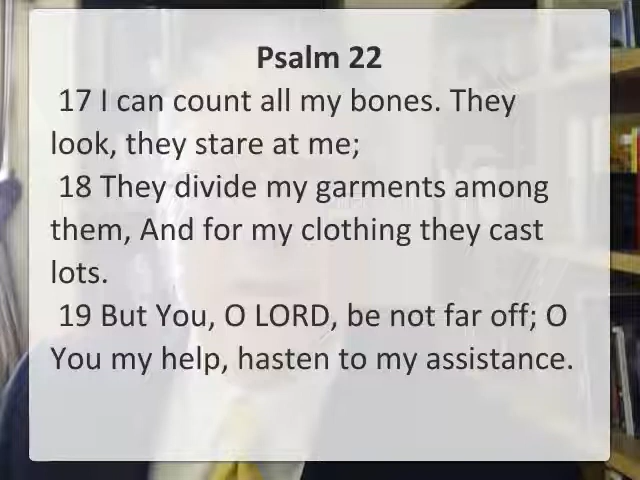 Psalm 22
17 I can count all my bones. They
look, they stare at me;
18 They divide my garments among
them, And for my clothing they cast
lots.
19 But You, O LORD, be not far off; O
You my help, hasten to my assistance.